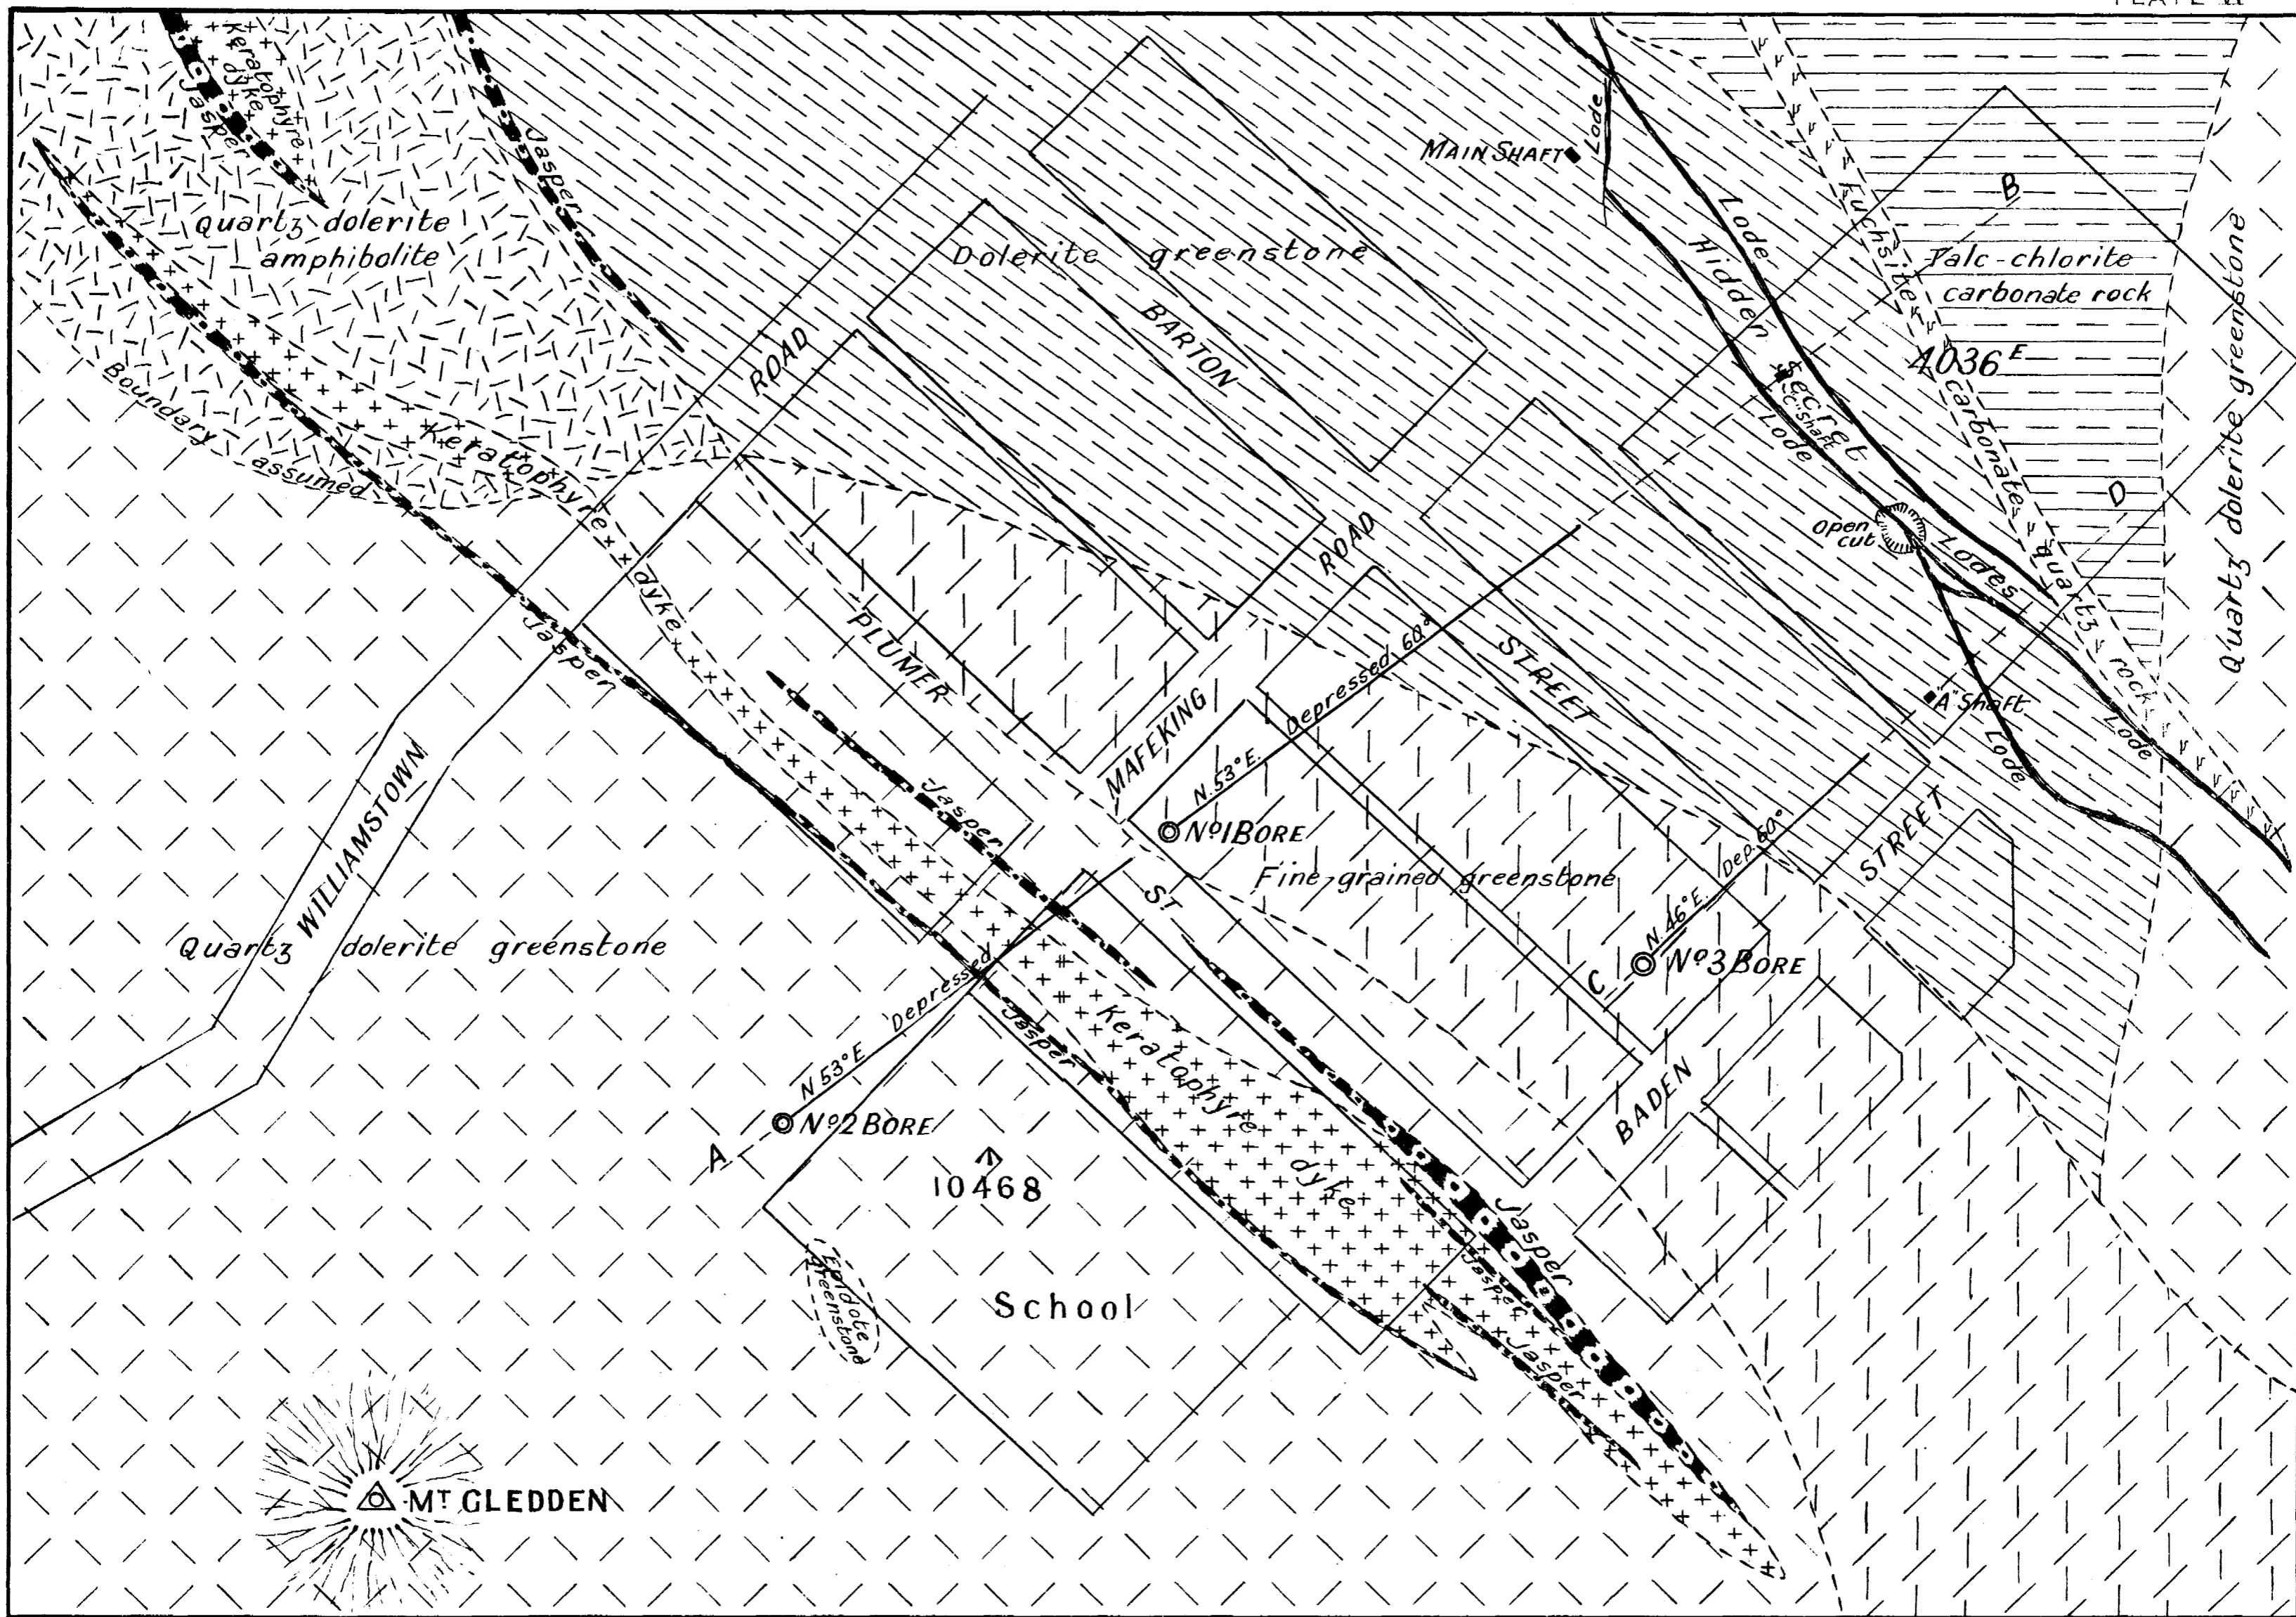 PLATE II
Keratophyre
dyke
Jasper
Jasper
Quartz dolerite
amphibolite
Boundary assumed
Keratophyre dyke
Jasper
Dolerite greenstone
MAIN SHAFT
Lode
Lode
Hidden Secret Lodes
"C" Shaft
Lode
Open
cut
"A" Shaft
Lode
Lode
Fuchsite carbonates quartz rock
B
Talc-chlorite
carbonate rock
4036E
D
Quartz dolerite greenstone
WILLIAMSTOWN ROAD
BARTON STREET
PLUMER ST
MAFEKING ROAD
BADEN STREET
Depressed 60°
N.53°E.
No1 BORE
Fine-grained greenstone
Dep. 60°
N.46°E.
C
No3 BORE
Jasper
Quartz dolerite greenstone
Depressed
N 53°E
No2 BORE
A
Jasper
Keratophyre dyke
Jasper
Jasper
Jasper
10468
School
Epidote
greenstone
MT GLEDDEN